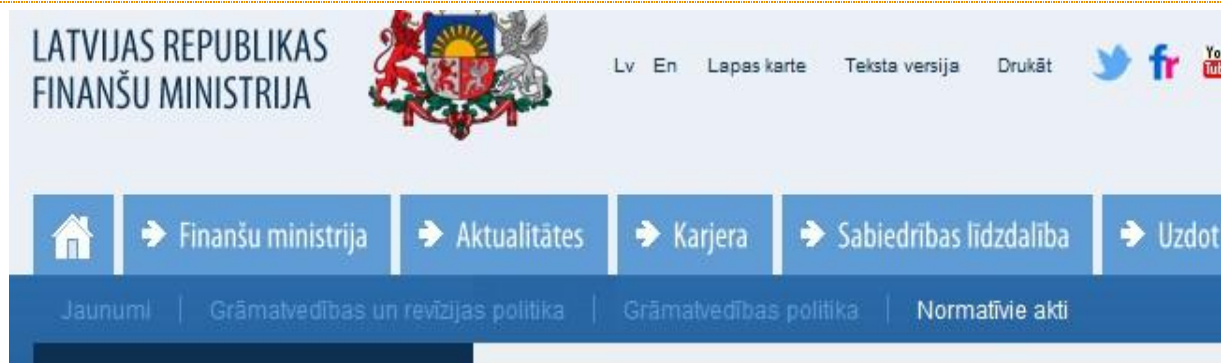 LATVIJAS REPUBLIKAS
FINANŠU MINISTRIJA
Lv En Lapas karte Teksta versija Drukāt
Finanšu ministrija Aktualitātes Karjera Sabiedrības līdzdalība Uzdot
Jaunumi | Grāmatvedības un revīzijas politika | Grāmatvedības politika | Normatīvie akti